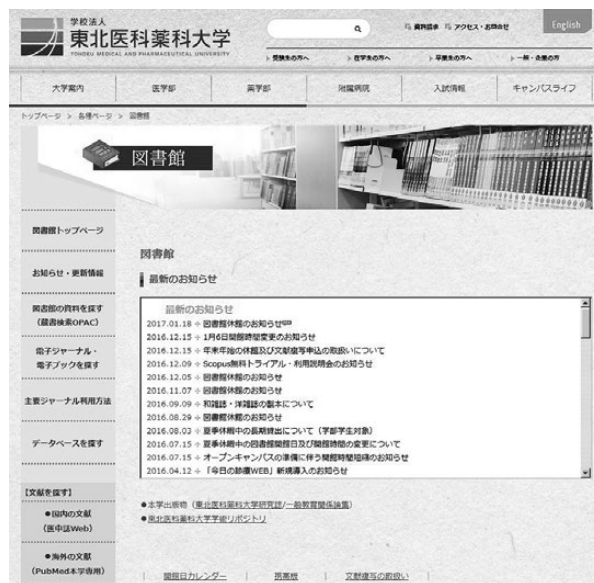 学校法人
東北医科薬科大学
TOHOKU MEDICAL AND PHARMACEUTICAL UNIVERSITY
資料請求 アクセス・お問合せ
English
受験生の方へ 在学生の方へ 卒業生の方へ 一般・企業の方
大学案内 医学部 薬学部 附属病院 入試情報 キャンパスライフ
トップページ > 各種ページ > 図書館
図書館
図書館トップページ
お知らせ・更新情報
図書館の資料を探す
(蔵書検索OPAC)
電子ジャーナル・
電子ブックを探す
主要ジャーナル利用方法
データベースを探す
【文献を探す】
●国内の文献
(医中誌Web)
●海外の文献
(PubMed本学専用)
図書館
最新のお知らせ
最新のお知らせ
2017.01.18 ÷ 図書館休館のお知らせ
2016.12.15 ÷ 1月6日開館時間変更のお知らせ
2016.12.15 ÷ 年末年始の休館及び文献複写申込の取扱いについて
2016.12.09 ÷ Scopus無料トライアル・利用説明会のお知らせ
2016.12.05 ÷ 図書館休館のお知らせ
2016.11.07 ÷ 図書館休館のお知らせ
2016.09.09 ÷ 和雑誌・洋雑誌の製本について
2016.08.29 ÷ 図書館休館のお知らせ
2016.08.03 ÷ 夏季休暇中の長期貸出について（学部学生対象）
2016.07.15 ÷ 夏季休暇中の図書館開館日及び開館時間の変更について
2016.07.15 ÷ オープンキャンパスの準備に伴う開館時間短縮のお知らせ
2016.04.12 ÷ 「今日の診療WEB」新規導入のお知らせ
●本学出版物（東北医科薬科大学研究誌/一般教育関係論集）
●東北医科薬科大学学術リポジトリ
| 開館日カレンダー | 携帯版 | 文献複写の取扱い |